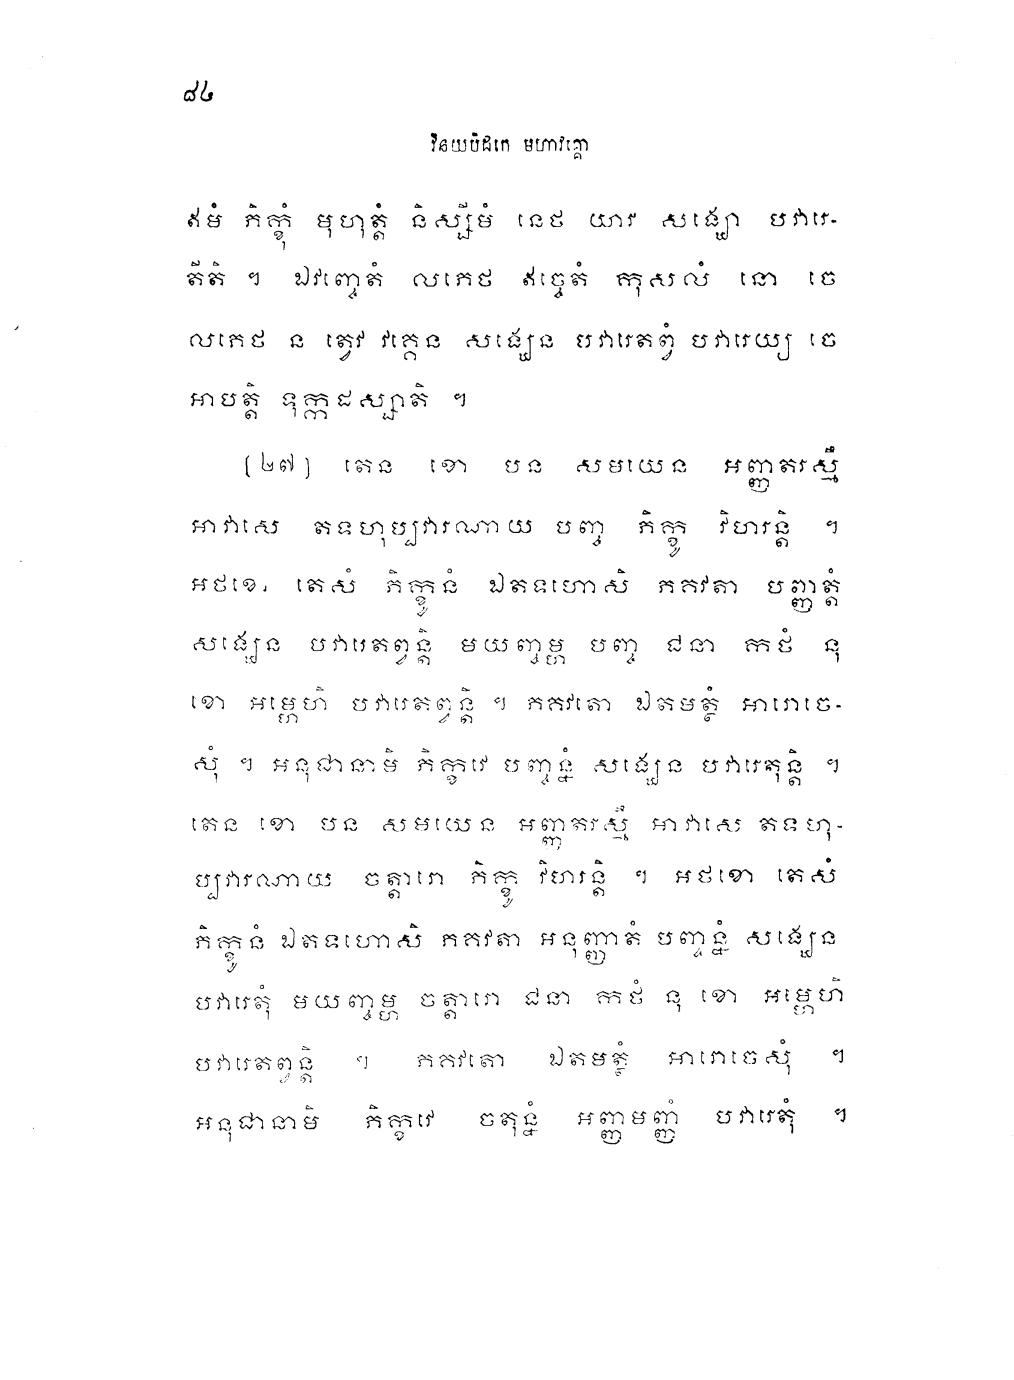 ៨៤
វិនយបិដកេ មហាវគ្គោ
ឥមំ ភិក្ខុំ មុហុត្តំ និស្សីមំ នេថ យាវ សង្ឃោ បវារេ-
តីតិ ។ ឯវញ្ចេតំ លភេថ ឥច្ចេតំ កុសលំ នោ ចេ
លភេថ ន ត្វេវ វគ្គេន សង្ឃេន បវារេតព្វំ បវារេយ្យ ចេ
អាបត្តិ ទុក្កដស្សាតិ ។
(២៧) តេន ខោ បន សមយេន អញ្ញតរស្មឹ
អាវាសេ តទហុប្បវារណាយ បញ្ច ភិក្ខូ វិហរន្តិ ។
អថខោ តេសំ ភិក្ខូនំ ឯតទហោសិ ភគវតា បញ្ញត្តំ
សង្ឃេន បវារេតព្វន្តិ មយញ្ចម្ហ បញ្ច ជនា កថំ នុ
ខោ អម្ហេហិ បវារេតព្វន្តិ ។ ភគវតោ ឯតមត្ថំ អារោចេ-
សុំ ។ អនុជានាមិ ភិក្ខវេ បញ្ចន្នំ សង្ឃេន បវារេតុន្តិ ។
តេន ខោ បន សមយេន អញ្ញតរស្មឹ អាវាសេ តទហុ-
ប្បវារណាយ ចត្តារោ ភិក្ខូ វិហរន្តិ ។ អថខោ តេសំ
ភិក្ខូនំ ឯតទហោសិ ភគវតា អនុញ្ញាតំ បញ្ចន្នំ សង្ឃេន
បវារេតុំ មយញ្ចម្ហ ចត្តារោ ជនា កថំ នុ ខោ អម្ហេហិ
បវារេតព្វន្តិ ។ ភគវតោ ឯតមត្ថំ អារោចេសុំ ។
អនុជានាមិ ភិក្ខវេ ចតុន្នំ អញ្ញមញ្ញំ បវារេតុំ ។